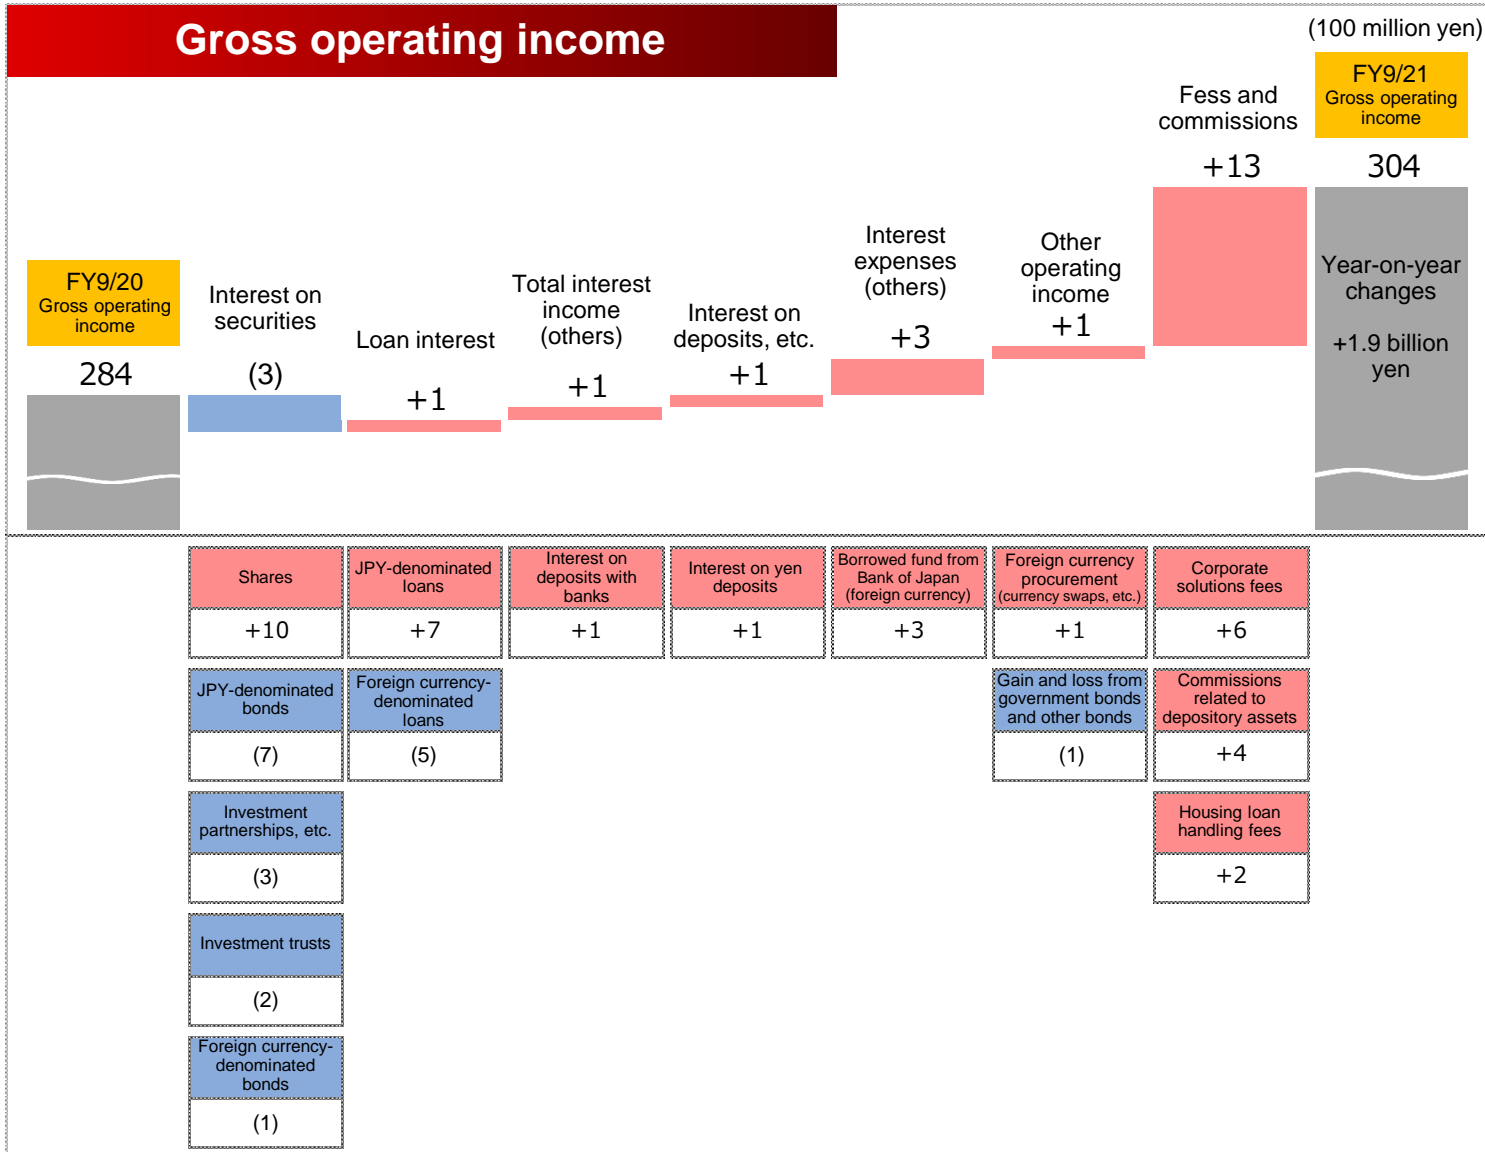 Gross operating income
(100 million yen)
FY9/20
Gross operating
income
284
Interest on
securities
(3)
Loan interest
+1
Total interest
income
(others)
+1
Interest on
deposits, etc.
+1
Interest
expenses
(others)
+3
Other
operating
income
+1
Fess and
commissions
+13
FY9/21
Gross operating
income
304
Year-on-year
changes
+1.9 billion
yen
Shares
+10
JPY-denominated
bonds
(7)
Investment
partnerships, etc.
(3)
Investment trusts
(2)
Foreign currency-
denominated
bonds
(1)
JPY-denominated
loans
+7
Foreign currency-
denominated
loans
(5)
Interest on
deposits with
banks
+1
Interest on yen
deposits
+1
Borrowed fund from
Bank of Japan
(foreign currency)
+3
Foreign currency
procurement
(currency swaps, etc.)
+1
Gain and loss from
government bonds
and other bonds
(1)
Corporate
solutions fees
+6
Commissions
related to
depository assets
+4
Housing loan
handling fees
+2